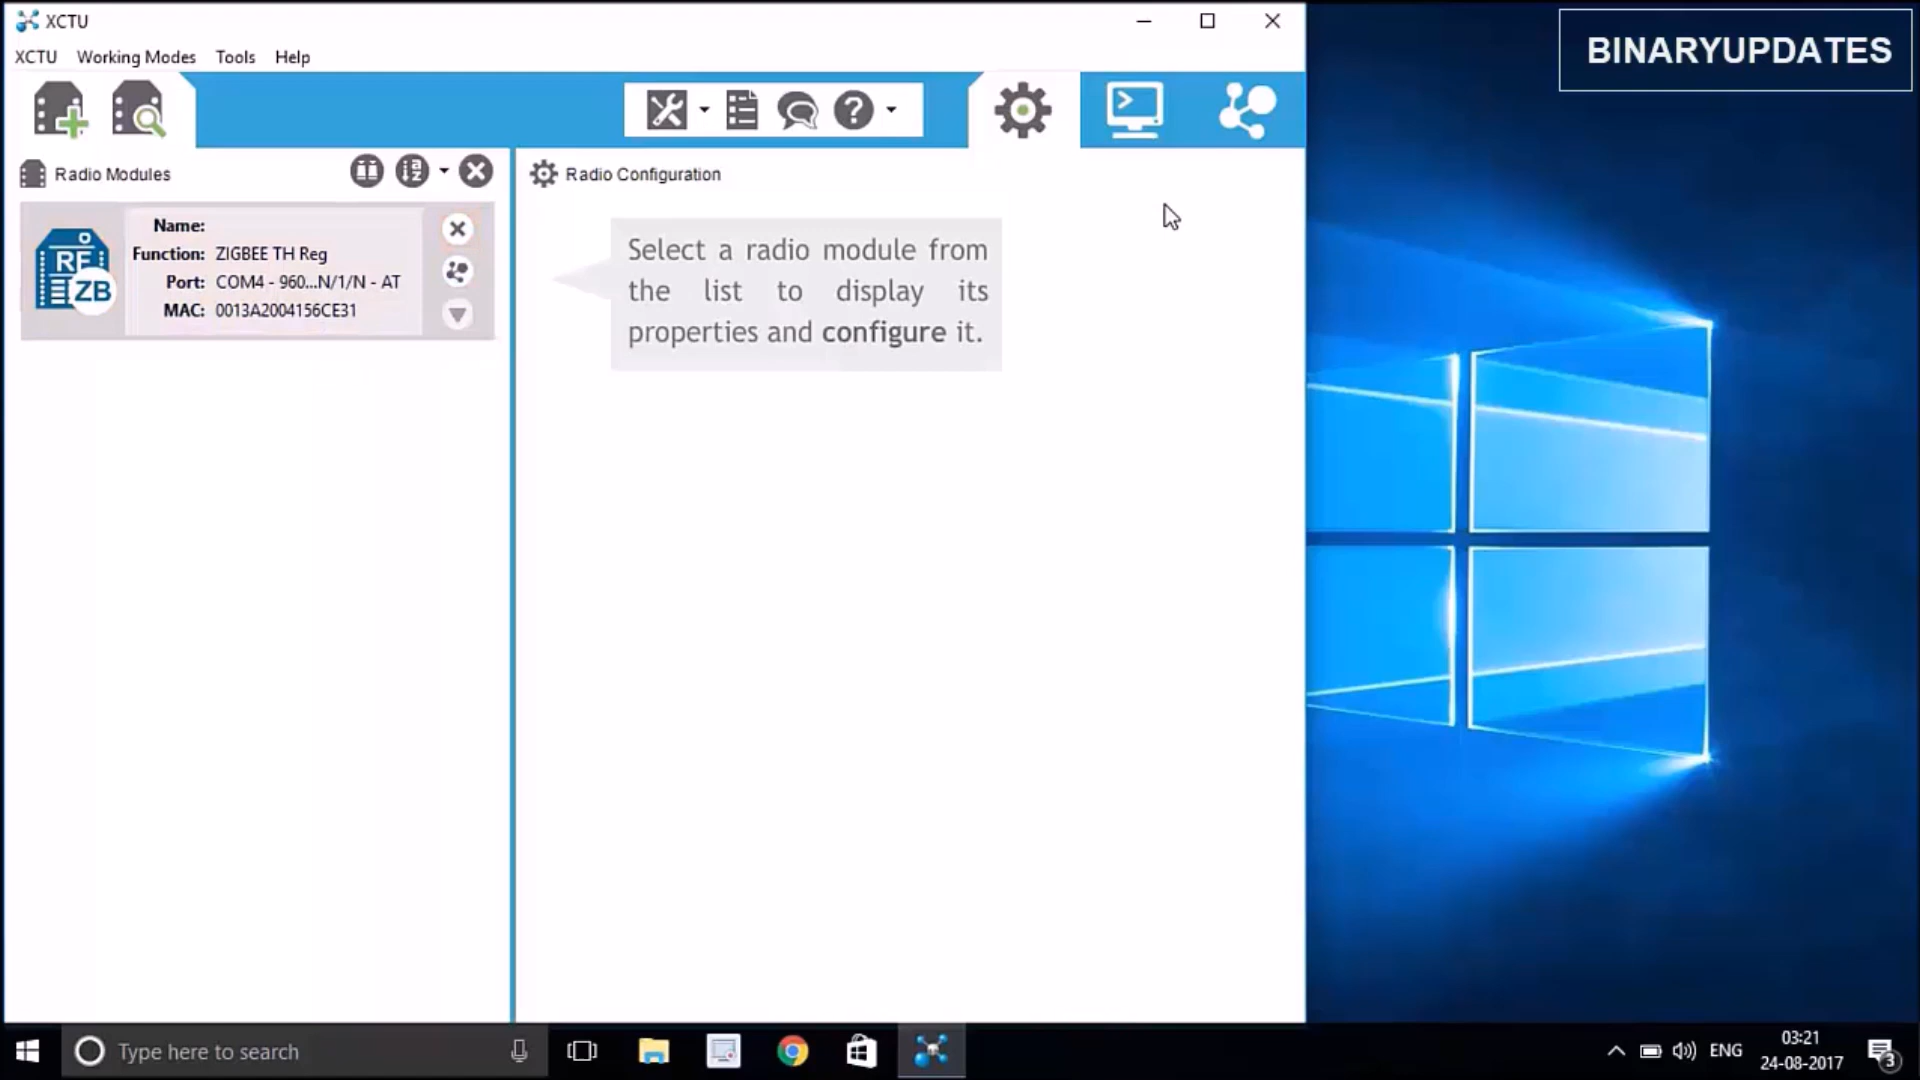 XCTU
BINARYUPDATES
XCTU Working Modes Tools Help
Radio Modules
Radio Configuration
Name:
Function: ZIGBEE TH Reg
Port: COM4 - 960...N/1/N - AT
MAC: 0013A2004156CE31
RF
ZB
Select a radio module from
the list to display its
properties and configure it.
Type here to search
ENG
03:21
24-08-2017
3